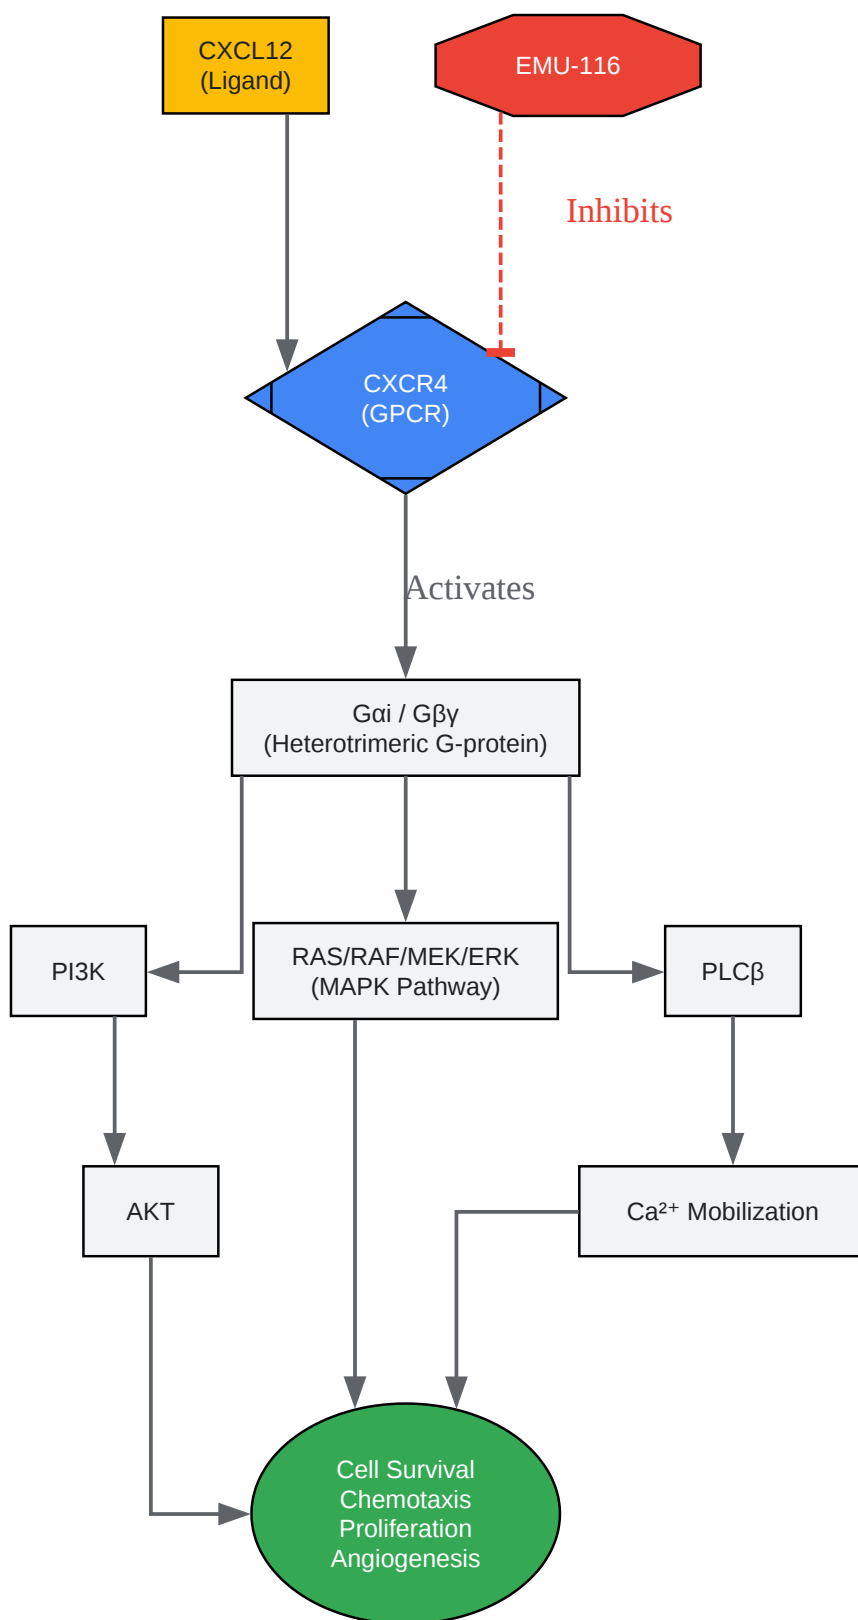 CXCL12
(Ligand)
EMU-116
Inhibits
CXCR4
(GPCR)
Activates
Gαi / Gβγ
(Heterotrimeric G-protein)
PI3K
RAS/RAF/MEK/ERK
(MAPK Pathway)
PLCβ
AKT
Ca²⁺ Mobilization
Cell Survival
Chemotaxis
Proliferation
Angiogenesis